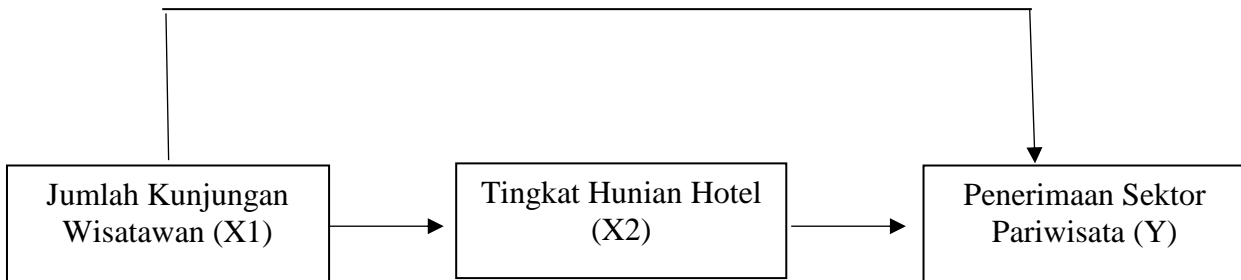 Jumlah Kunjungan
Wisatawan (X1)
Tingkat Hunian Hotel
(X2)
Penerimaan Sektor
Pariwisata (Y)